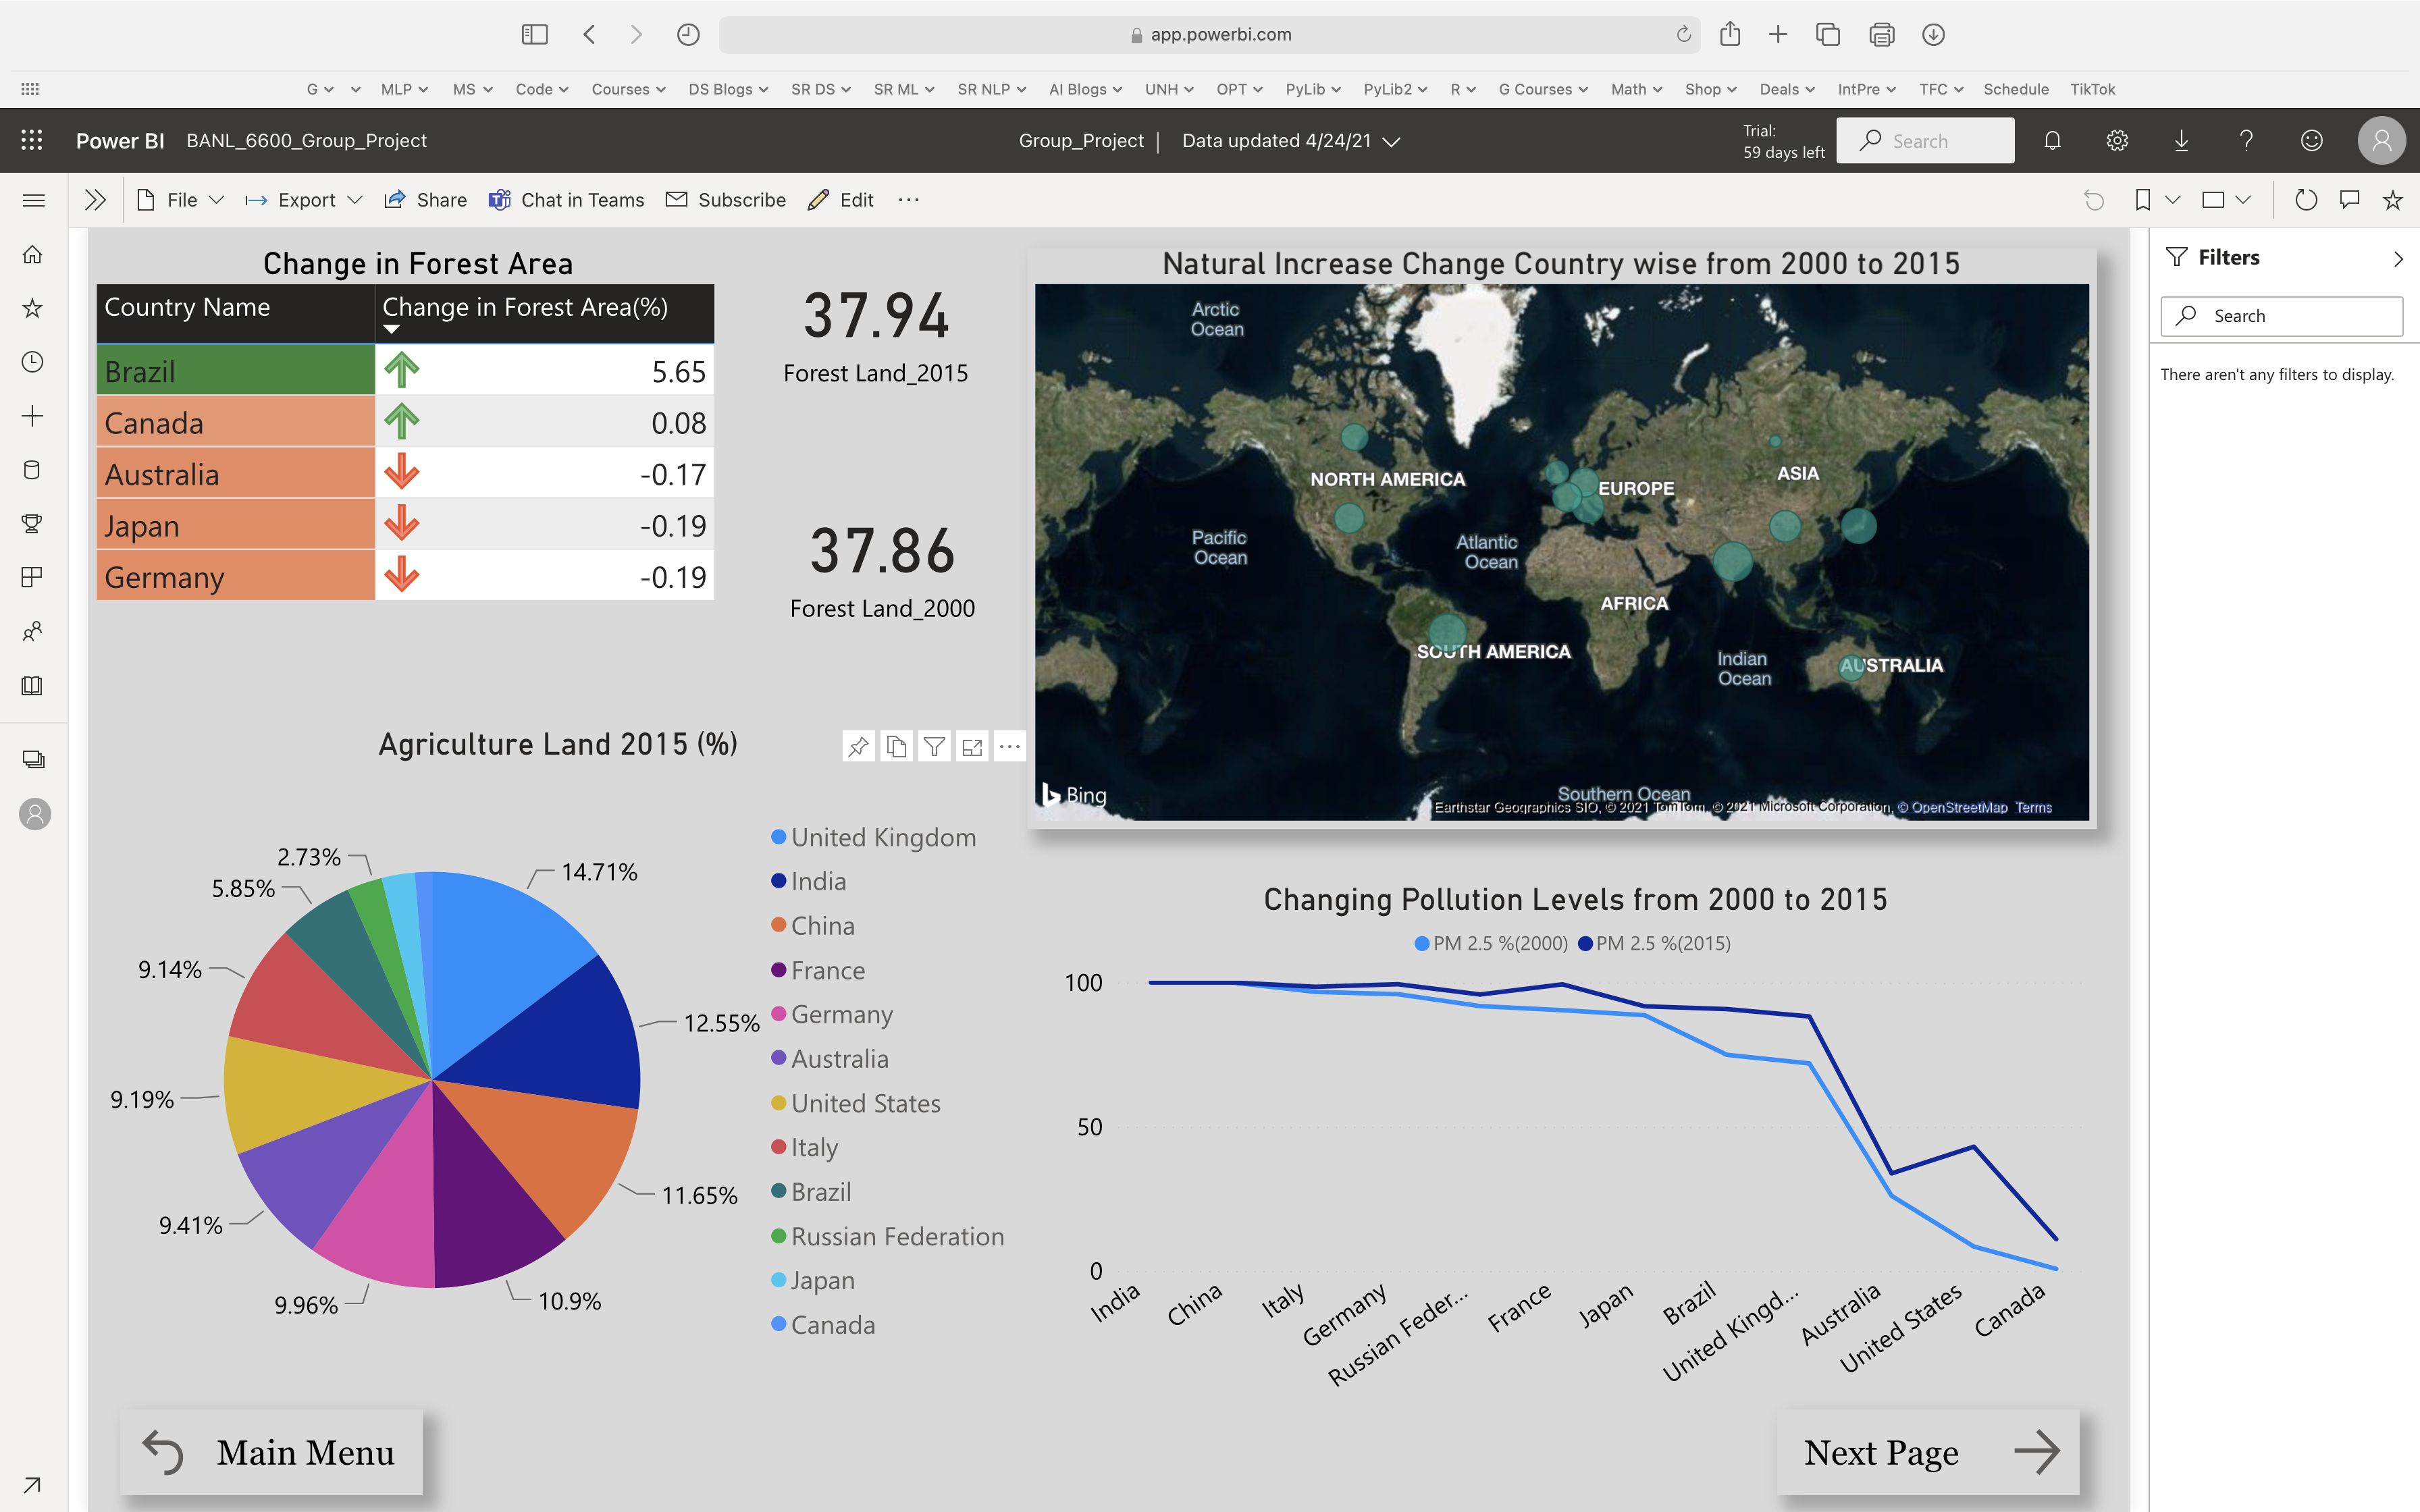 app.powerbi.com
G MLP MS Code Courses DS Blogs SR DS SR ML SR NLP AI Blogs UNH OPT PyLib PyLib2 R G Courses Math Shop Deals IntPre TFC Schedule TikTok
Power BI BANL_6600_Group_Project Group_Project | Data updated 4/24/21 Trial: 59 days left Search
File Export Share Chat in Teams Subscribe Edit ...
Filters
Search
There aren't any filters to display.
Change in Forest Area
Country Name Change in Forest Area(%)
Brazil 5.65
Canada 0.08
Australia -0.17
Japan -0.19
Germany -0.19
37.94
Forest Land_2015
37.86
Forest Land_2000
Natural Increase Change Country wise from 2000 to 2015
Arctic
Ocean
NORTH AMERICA
EUROPE
ASIA
Pacific
Ocean
Atlantic
Ocean
AFRICA
SOUTH AMERICA
Indian
Ocean
AUSTRALIA
Southern Ocean
Bing
Earthstar Geographics SIO, © 2021 TomTom, © 2021 Microsoft Corporation, © OpenStreetMap Terms
Agriculture Land 2015 (%)
2.73%
14.71%
5.85%
9.14%
12.55%
9.19%
11.65%
9.41%
9.96%
10.9%
United Kingdom
India
China
France
Germany
Australia
United States
Italy
Brazil
Russian Federation
Japan
Canada
Changing Pollution Levels from 2000 to 2015
PM 2.5 %(2000) PM 2.5 %(2015)
100
50
0
India China Italy Germany Russian Feder... France Japan Brazil United Kingd... Australia United States Canada
Main Menu
Next Page